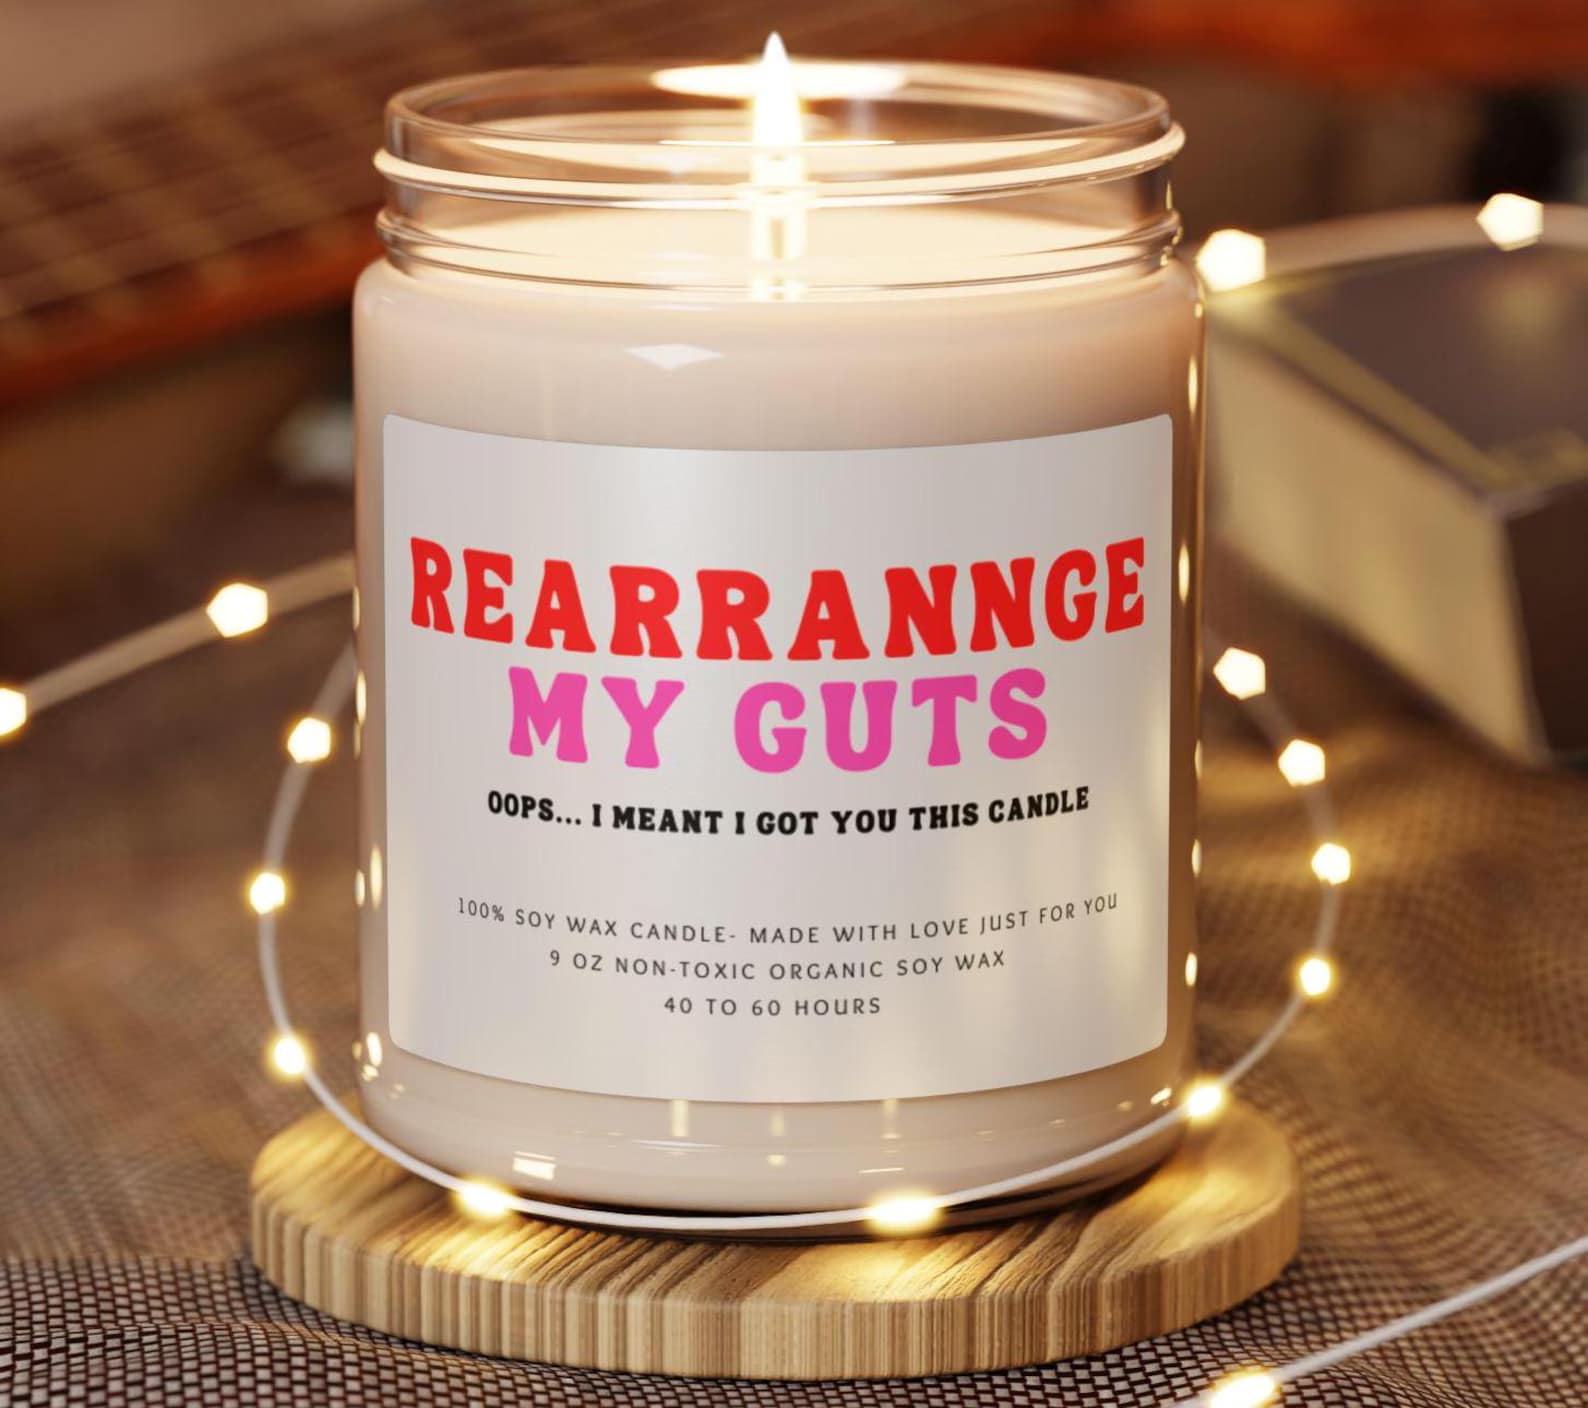 REARRANNGE
MY GUTS
OOPS... I MEANT I GOT YOU THIS CANDLE
100% SOY WAX CANDLE- MADE WITH LOVE JUST FOR YOU
9 OZ NON-TOXIC ORGANIC SOY WAX
40 TO 60 HOURS